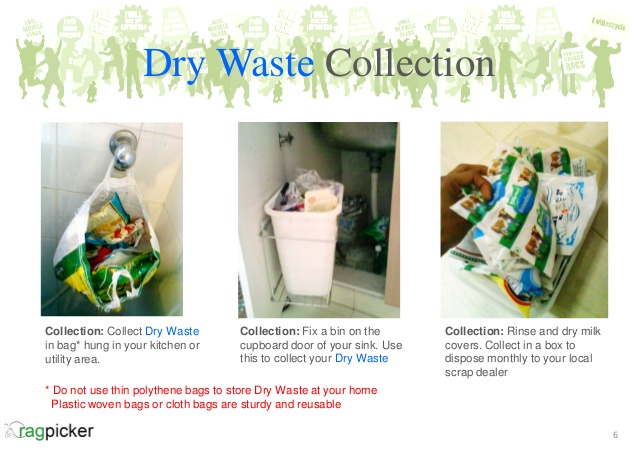 I will recycle
Dry Waste Collection
Collection: Collect Dry Waste
in bag* hung in your kitchen or
utility area.
Collection: Fix a bin on the
cupboard door of your sink. Use
this to collect your Dry Waste
Collection: Rinse and dry milk
covers. Collect in a box to
dispose monthly to your local
scrap dealer
* Do not use thin polythene bags to store Dry Waste at your home
Plastic woven bags or cloth bags are sturdy and reusable
ragpicker
6